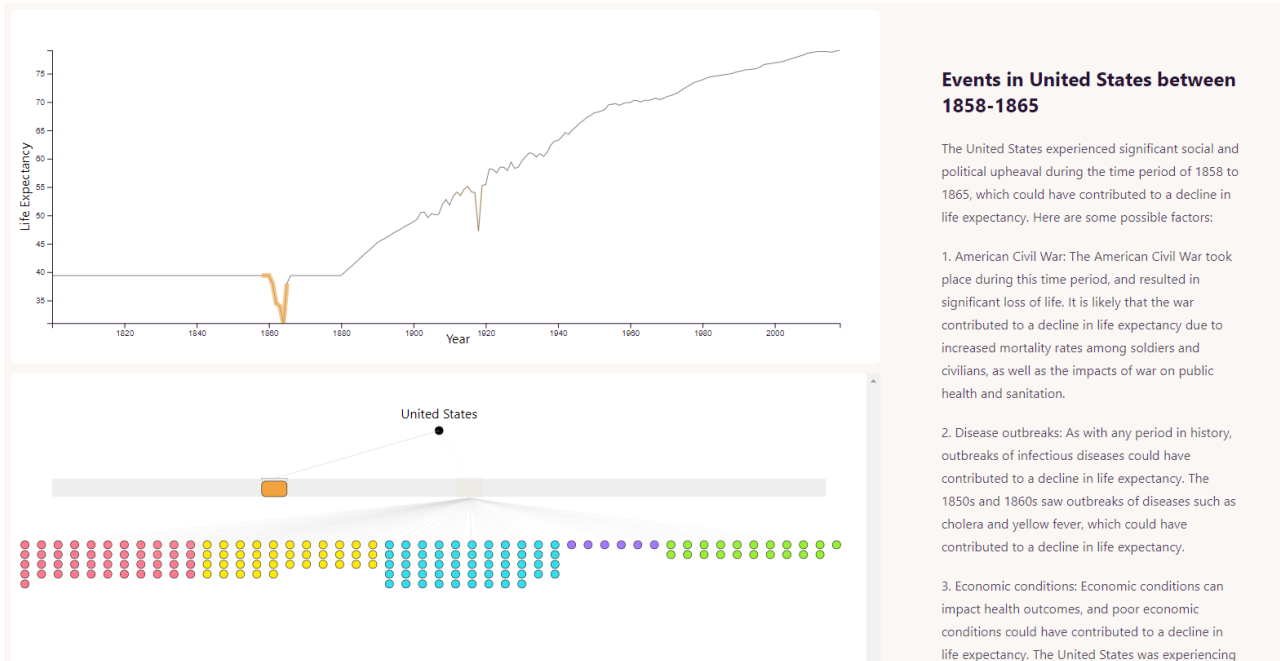 75
70
65
60
55
50
45
40
35
Life Expectancy
1820
1840
1860
1880
1900
1920
1940
1960
1980
2000
Year
United States
Events in United States between
1858-1865
The United States experienced significant social and
political upheaval during the time period of 1858 to
1865, which could have contributed to a decline in
life expectancy. Here are some possible factors:
1. American Civil War: The American Civil War took
place during this time period, and resulted in
significant loss of life. It is likely that the war
contributed to a decline in life expectancy due to
increased mortality rates among soldiers and
civilians, as well as the impacts of war on public
health and sanitation.
2. Disease outbreaks: As with any period in history,
outbreaks of infectious diseases could have
contributed to a decline in life expectancy. The
1850s and 1860s saw outbreaks of diseases such as
cholera and yellow fever, which could have
contributed to a decline in life expectancy.
3. Economic conditions: Economic conditions can
impact health outcomes, and poor economic
conditions could have contributed to a decline in
life expectancy. The United States was experiencing